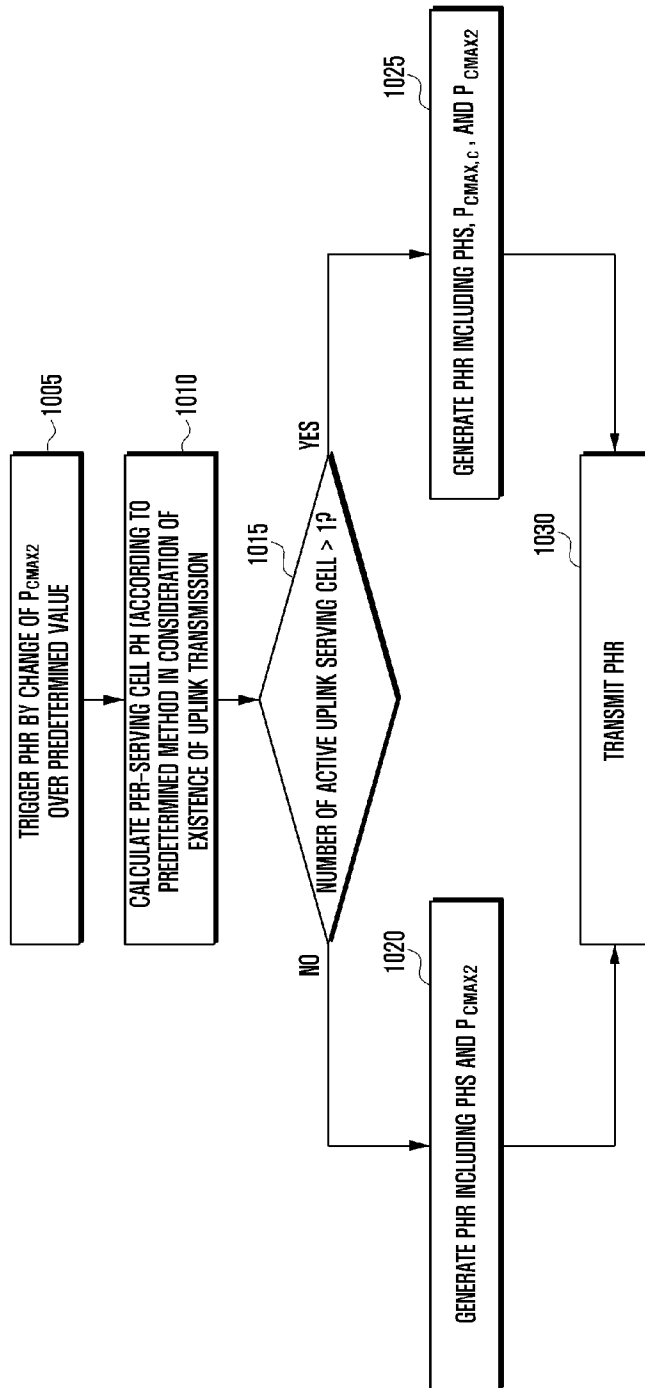 1005
TRIGGER PHR BY CHANGE OF PCMAX2
OVER PREDETERMINED VALUE
1010
CALCULATE PER-SERVING CELL PH (ACCORDING TO
PREDETERMINED METHOD IN CONSIDERATION OF
EXISTENCE OF UPLINK TRANSMISSION
1015
NUMBER OF ACTIVE UPLINK SERVING CELL > 1?
NO
YES
1020
GENERATE PHR INCLUDING PHS AND PCMAX2
1025
GENERATE PHR INCLUDING PHS, PCMAX,c, AND PCMAX2
1030
TRANSMIT PHR